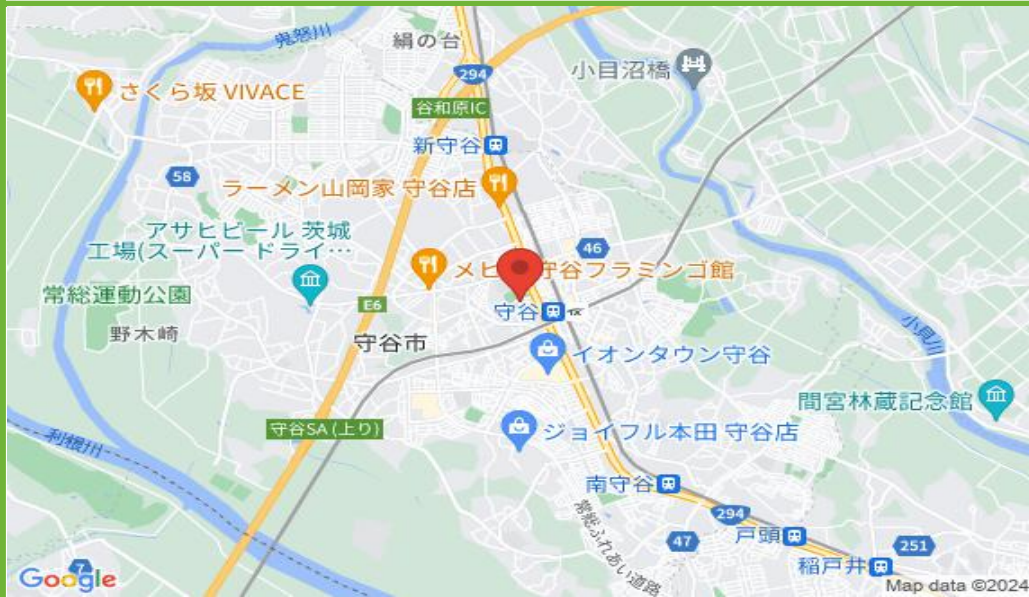 鬼怒川
絹の台
294
小目沼橋
さくら坂 VIVACE
谷和原IC
新守谷
58
ラーメン山岡家 守谷店
アサヒビール 茨城
工場(スーパー ドライ…
46
守谷フラミンゴ館
常総運動公園
E6
守谷
野木崎
守谷市
小貝川
イオンタウン守谷
間宮林蔵記念館
守谷SA(上り)
ジョイフル本田 守谷店
利根川
南守谷
294
常総ふれあい道路
47
戸頭
251
稲戸井
7
Google
Map data ©2024